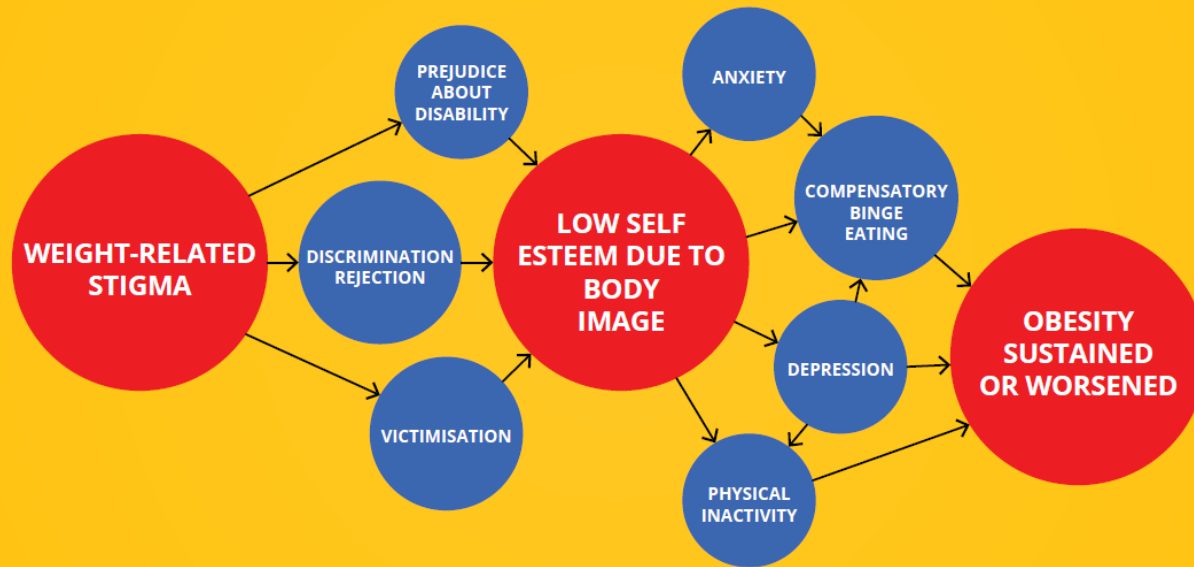 WEIGHT-RELATED
STIGMA
PREJUDICE
ABOUT
DISABILITY
DISCRIMINATION
REJECTION
VICTIMISATION
LOW SELF
ESTEEM DUE TO
BODY
IMAGE
ANXIETY
COMPENSATORY
BINGE
EATING
DEPRESSION
PHYSICAL
INACTIVITY
OBESITY
SUSTAINED
OR WORSENED